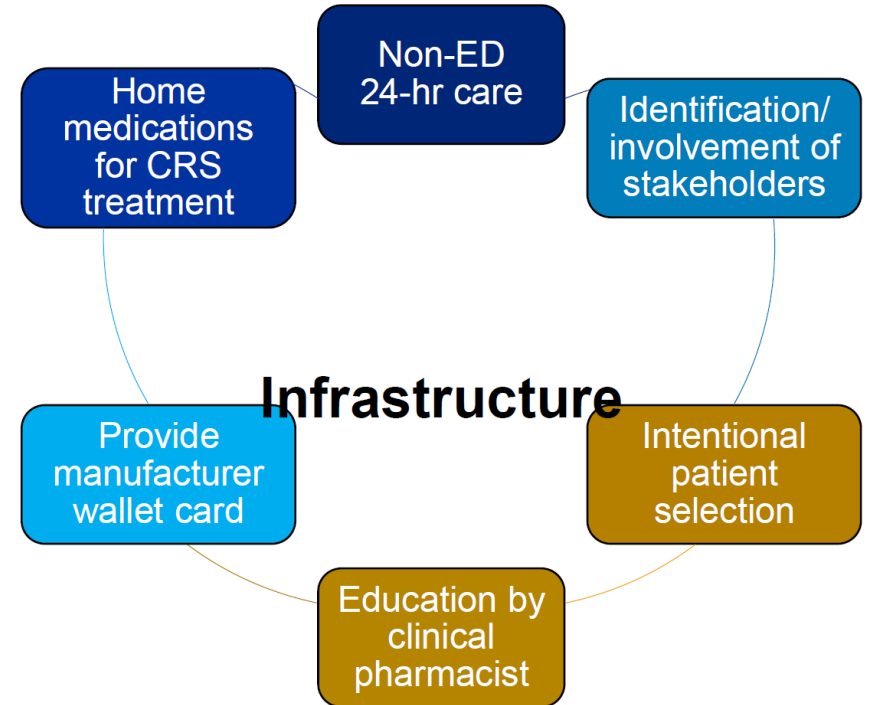 Non-ED
24-hr care
Identification/
involvement of
stakeholders
Intentional
patient
selection
Education by
clinical
pharmacist
Provide
manufacturer
wallet card
Home
medications
for CRS
treatment
Infrastructure